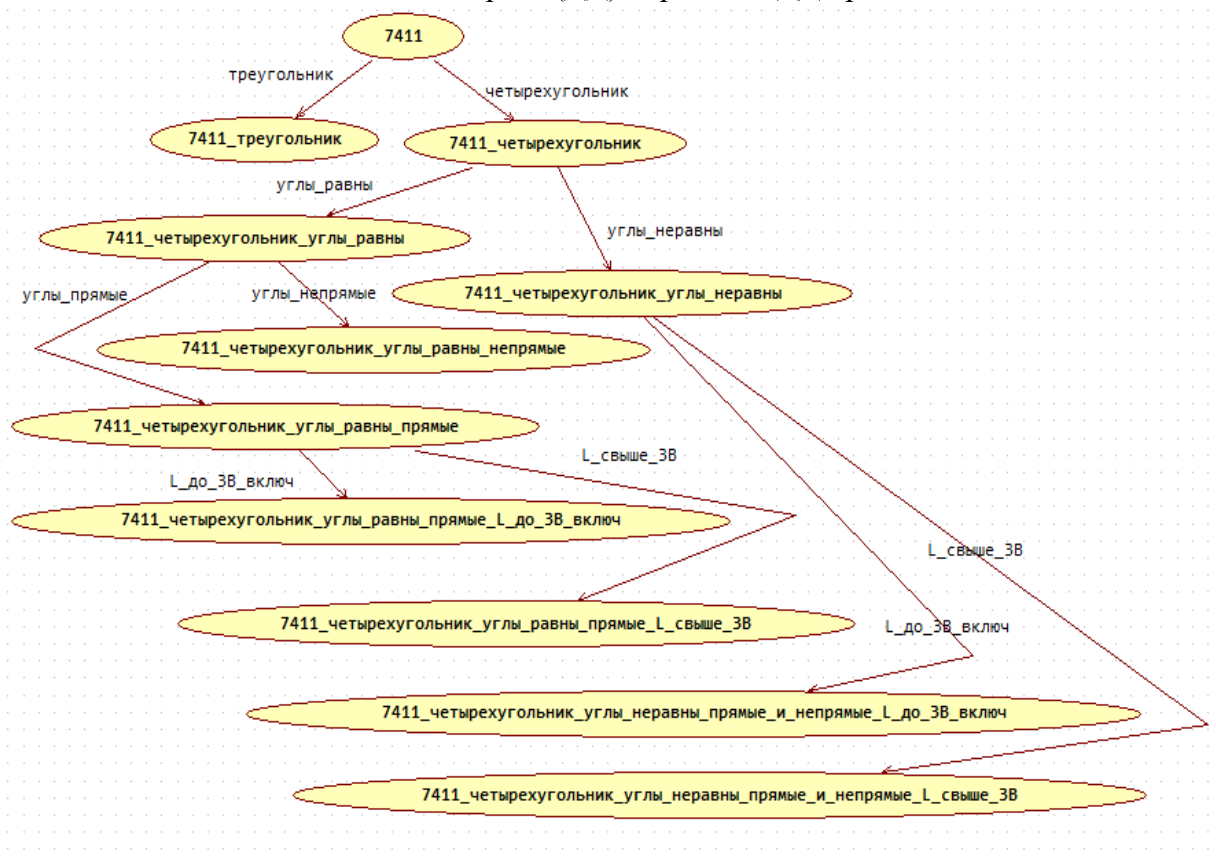 7411
треугольник
четырехугольник
7411_треугольник
7411_четырехугольник
углы_равны
углы_неравны
7411_четырехугольник_углы_равны
углы_прямые
углы_непрямые
7411_четырехугольник_углы_неравны
7411_четырехугольник_углы_равны_непрямые
7411_четырехугольник_углы_равны_прямые
L_свыше_3В
L_до_3В_включ
7411_четырехугольник_углы_равны_прямые_L_до_3В_включ
L_свыше_3В
7411_четырехугольник_углы_равны_прямые_L_свыше_3В
L_до_3В_включ
7411_четырехугольник_углы_неравны_прямые_и_непрямые_L_до_3В_включ
7411_четырехугольник_углы_неравны_прямые_и_непрямые_L_свыше_3В